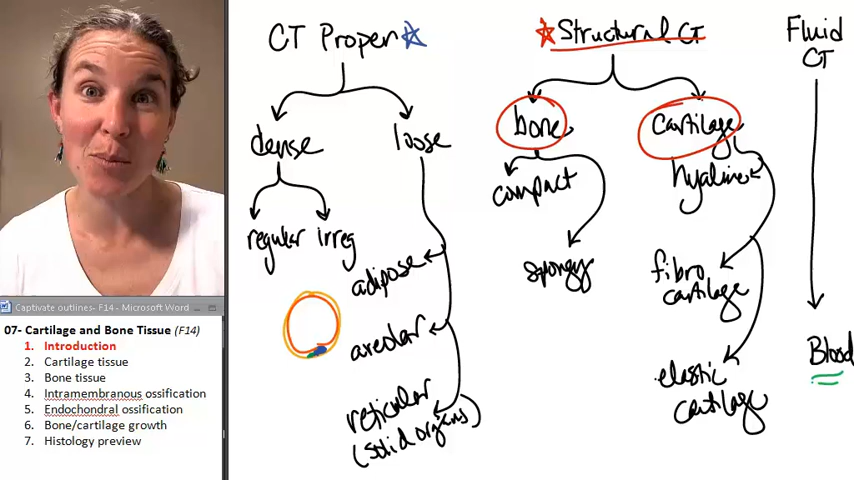 CT Proper
Structural CT
Fluid
CT
dense
loose
bone
Cartilage
regular
irreg
compact
hyaline
adipose
spongy
fibro
cartilage
areolar
Blood
elastic
cartilage
reticular
(solid organs)
Captivate outlines- F14 - Microsoft Word
07- Cartilage and Bone Tissue (F14)
1. Introduction
2. Cartilage tissue
3. Bone tissue
4. Intramembranous ossification
5. Endochondral ossification
6. Bone/cartilage growth
7. Histology preview